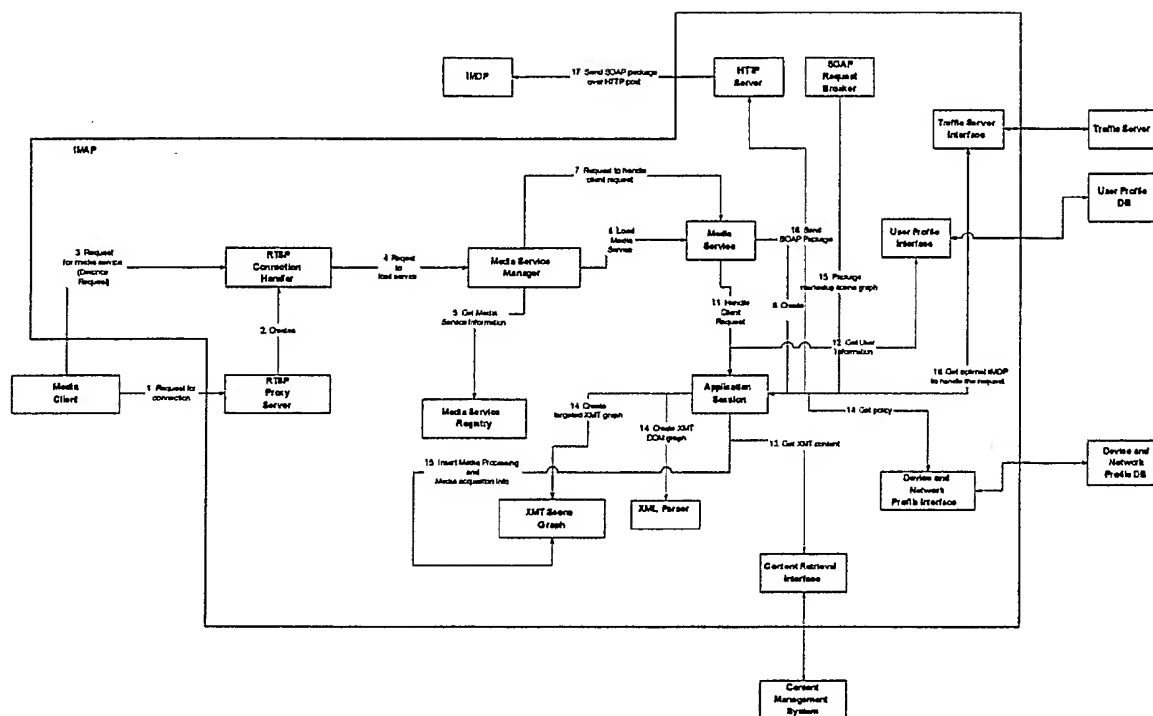 IMDP
17. Send SOAP package
over HTTP post
HTTP
Server
SOAP
Request
Breaker
Traffic Server
Interface
Traffic Server
IMAP
User Profile
DB
7. Request to handle
client request
3. Request
for media service
(Describe
Request)
RTSP
Connection
Handler
4. Reqest
to
load service
Media Service
Manager
6. Load
Media
Service
Media
Service
16. Send
SOAP Package
User Profile
Interface
15. Package
markedup scene graph
5. Get Media
Service Information
11. Handle
Client
Request
8. Create
2. Creates
12. Get User
Information
Media
Client
1. Request for
connection
RTSP
Proxy
Server
Media Service
Registry
14. Create
targeted XMT graph
Application
Session
Get optimal IMDP
to handle the request
14. Create XMT
DOM graph
14. Get policy
13. Get XMT content
15. Insert Media Processing
and
Media acquisition info
XMT Scene
Graph
XML Parser
Device and
Network
Profile Interface
Device and
Network
Profile DB
Content Retrieval
Interface
Content
Management
System